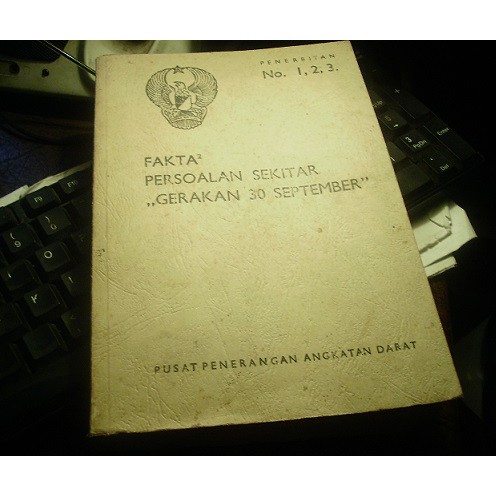 PENERBITAN
No. 1, 2, 3.
FAKTA²
PERSOALAN SEKITAR
„GERAKAN 30 SEPTEMBER”
PUSAT PENERANGAN ANGKATAN DARAT